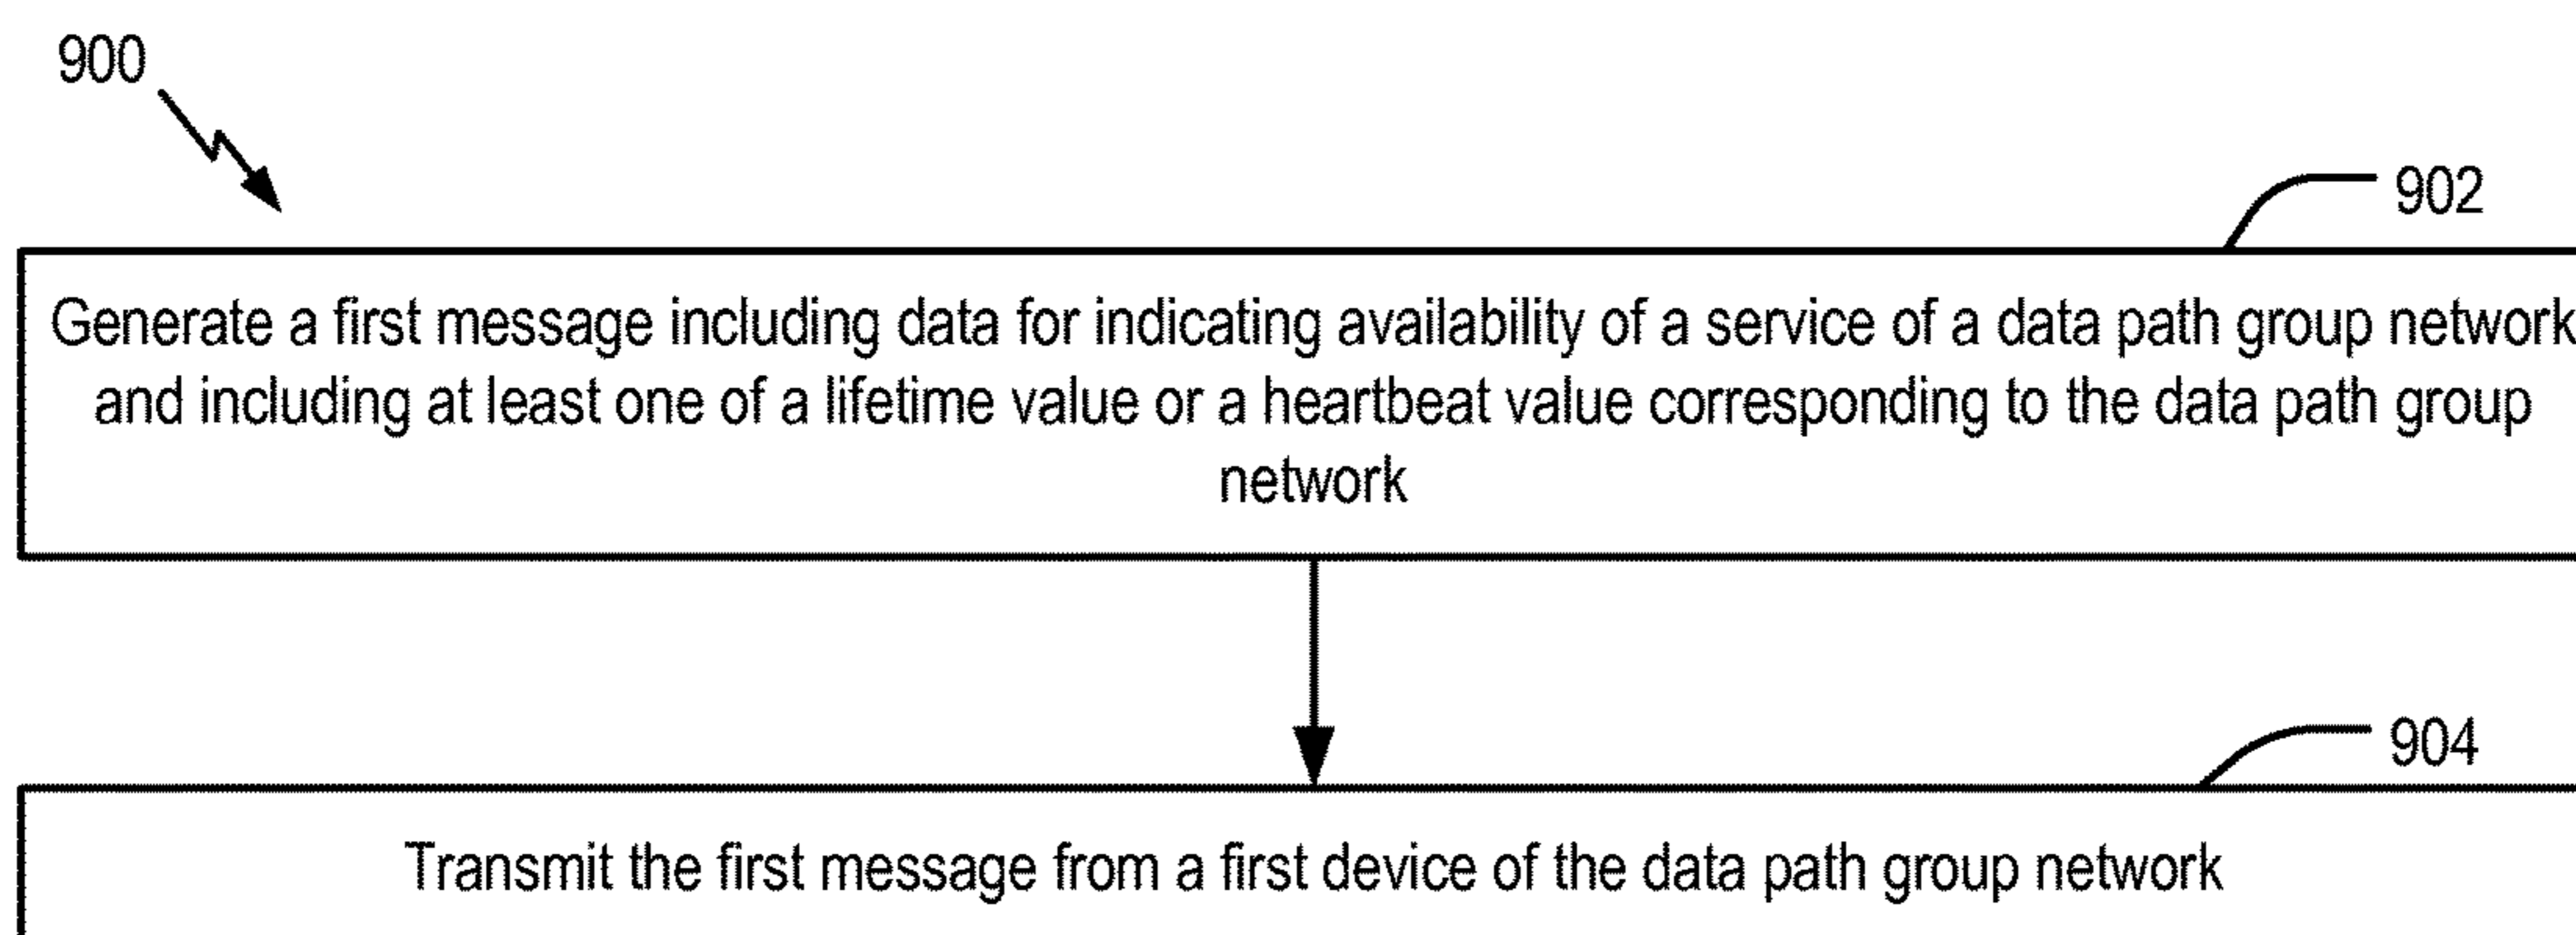 900
902
Generate a first message including data for indicating availability of a service of a data path group network
and including at least one of a lifetime value or a heartbeat value corresponding to the data path group
network
904
Transmit the first message from a first device of the data path group network